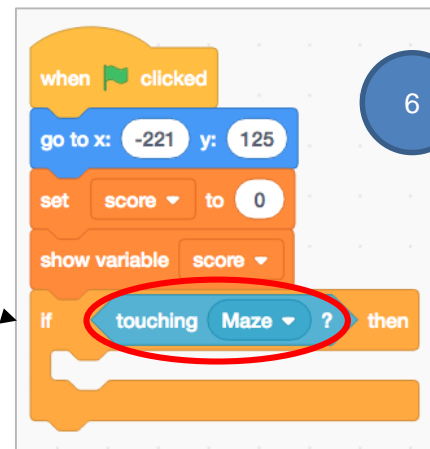 when clicked
6
go to x: -221 y: 125
set score to 0
show variable score
if touching Maze ? then